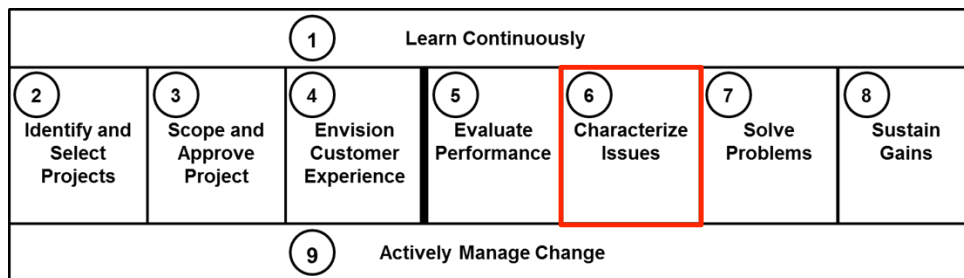 1 Learn Continuously
2
Identify and
Select
Projects
3
Scope and
Approve
Project
4
Envision
Customer
Experience
5
Evaluate
Performance
6
Characterize
Issues
7
Solve
Problems
8
Sustain
Gains
9 Actively Manage Change